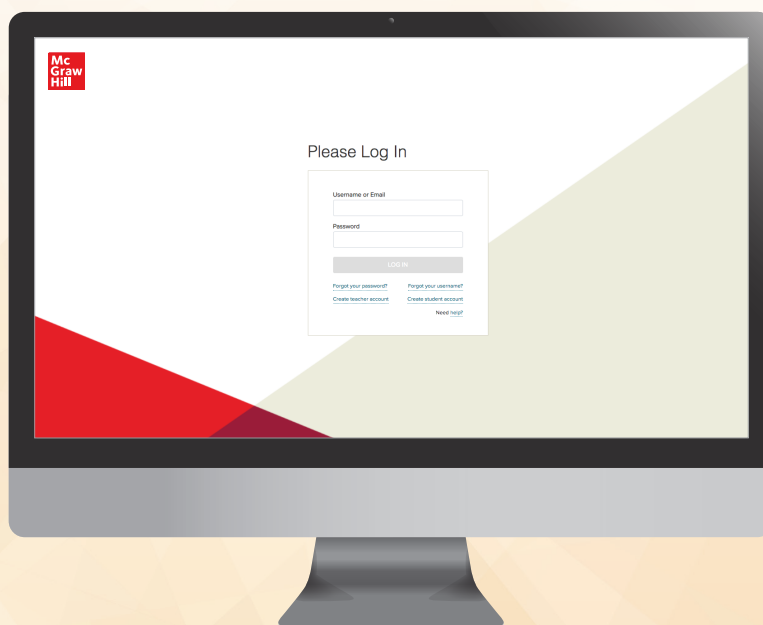 Mc
Graw
Hill
Please Log In
Username or Email
Password
LOG IN
Forgot your password? Forgot your username?
Create teacher account Create student account
Need help?